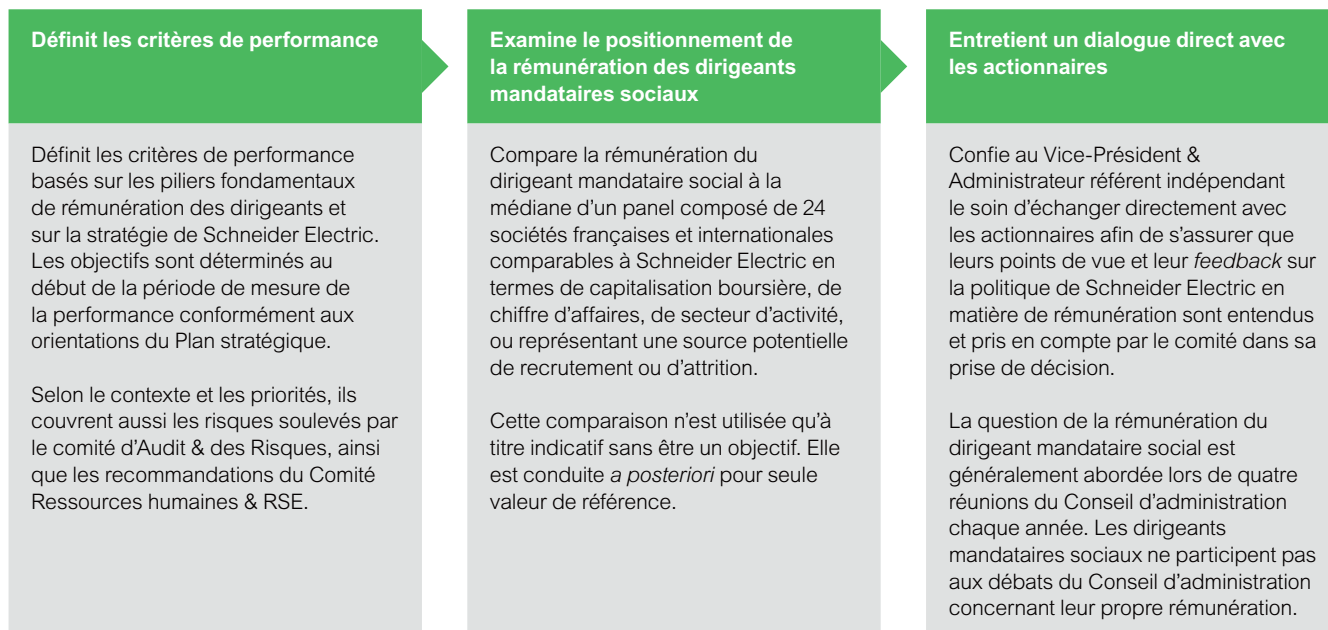 Définit les critères de performance
Définit les critères de performance
basés sur les piliers fondamentaux
de rémunération des dirigeants et
sur la stratégie de Schneider Electric.
Les objectifs sont déterminés au
début de la période de mesure de
la performance conformément aux
orientations du Plan stratégique.
Selon le contexte et les priorités, ils
couvrent aussi les risques soulevés par
le comité d'Audit & des Risques, ainsi
que les recommandations du Comité
Ressources humaines & RSE.
Examine le positionnement de
la rémunération des dirigeants
mandataires sociaux
Compare la rémunération du
dirigeant mandataire social à la
médiane d'un panel composé de 24
sociétés françaises et internationales
comparables à Schneider Electric en
termes de capitalisation boursière, de
chiffre d'affaires, de secteur d'activité,
ou représentant une source potentielle
de recrutement ou d'attrition.
Cette comparaison n'est utilisée qu'à
titre indicatif sans être un objectif. Elle
est conduite a posteriori pour seule
valeur de référence.
Entretient un dialogue direct avec
les actionnaires
Confie au Vice-Président &
Administrateur référent indépendant
le soin d'échanger directement avec
les actionnaires afin de s'assurer que
leurs points de vue et leur feedback sur
la politique de Schneider Electric en
matière de rémunération sont entendus
et pris en compte par le comité dans sa
prise de décision.
La question de la rémunération du
dirigeant mandataire social est
généralement abordée lors de quatre
réunions du Conseil d'administration
chaque année. Les dirigeants
mandataires sociaux ne participent pas
aux débats du Conseil d'administration
concernant leur propre rémunération.